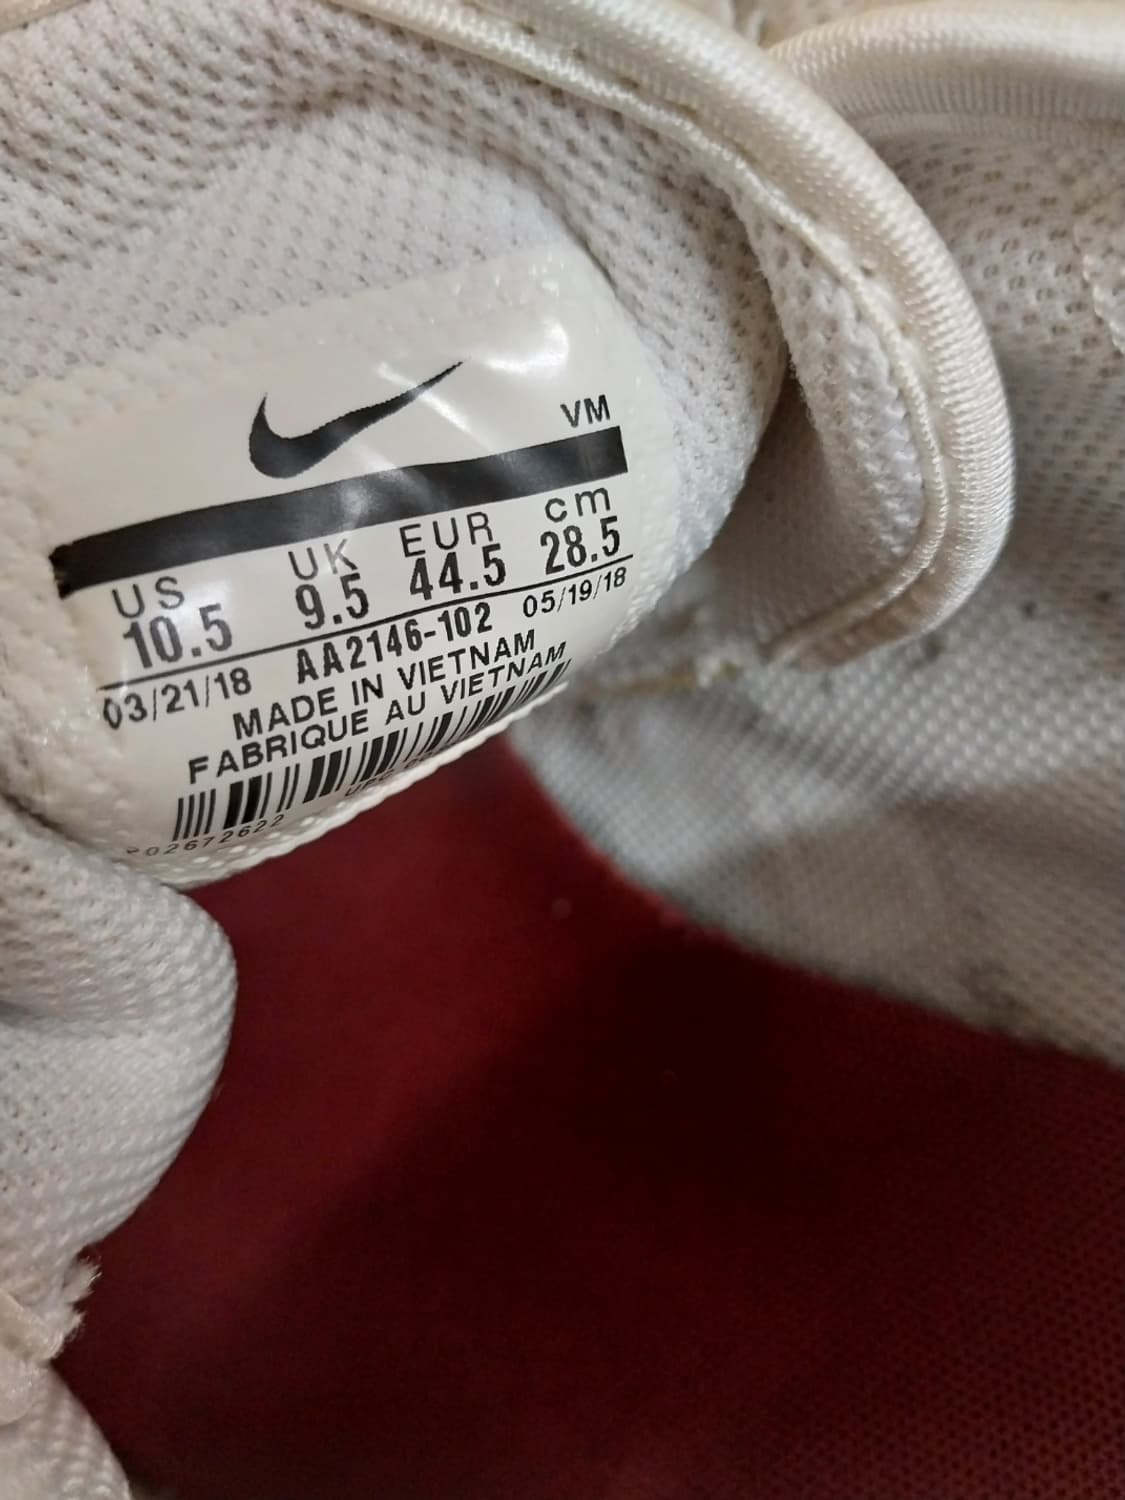 VM
US UK EUR cm
10.5 9.5 44.5 28.5
03/21/18 AA2146-102 05/19/18
MADE IN VIETNAM
FABRIQUE AU VIETNAM
02672622